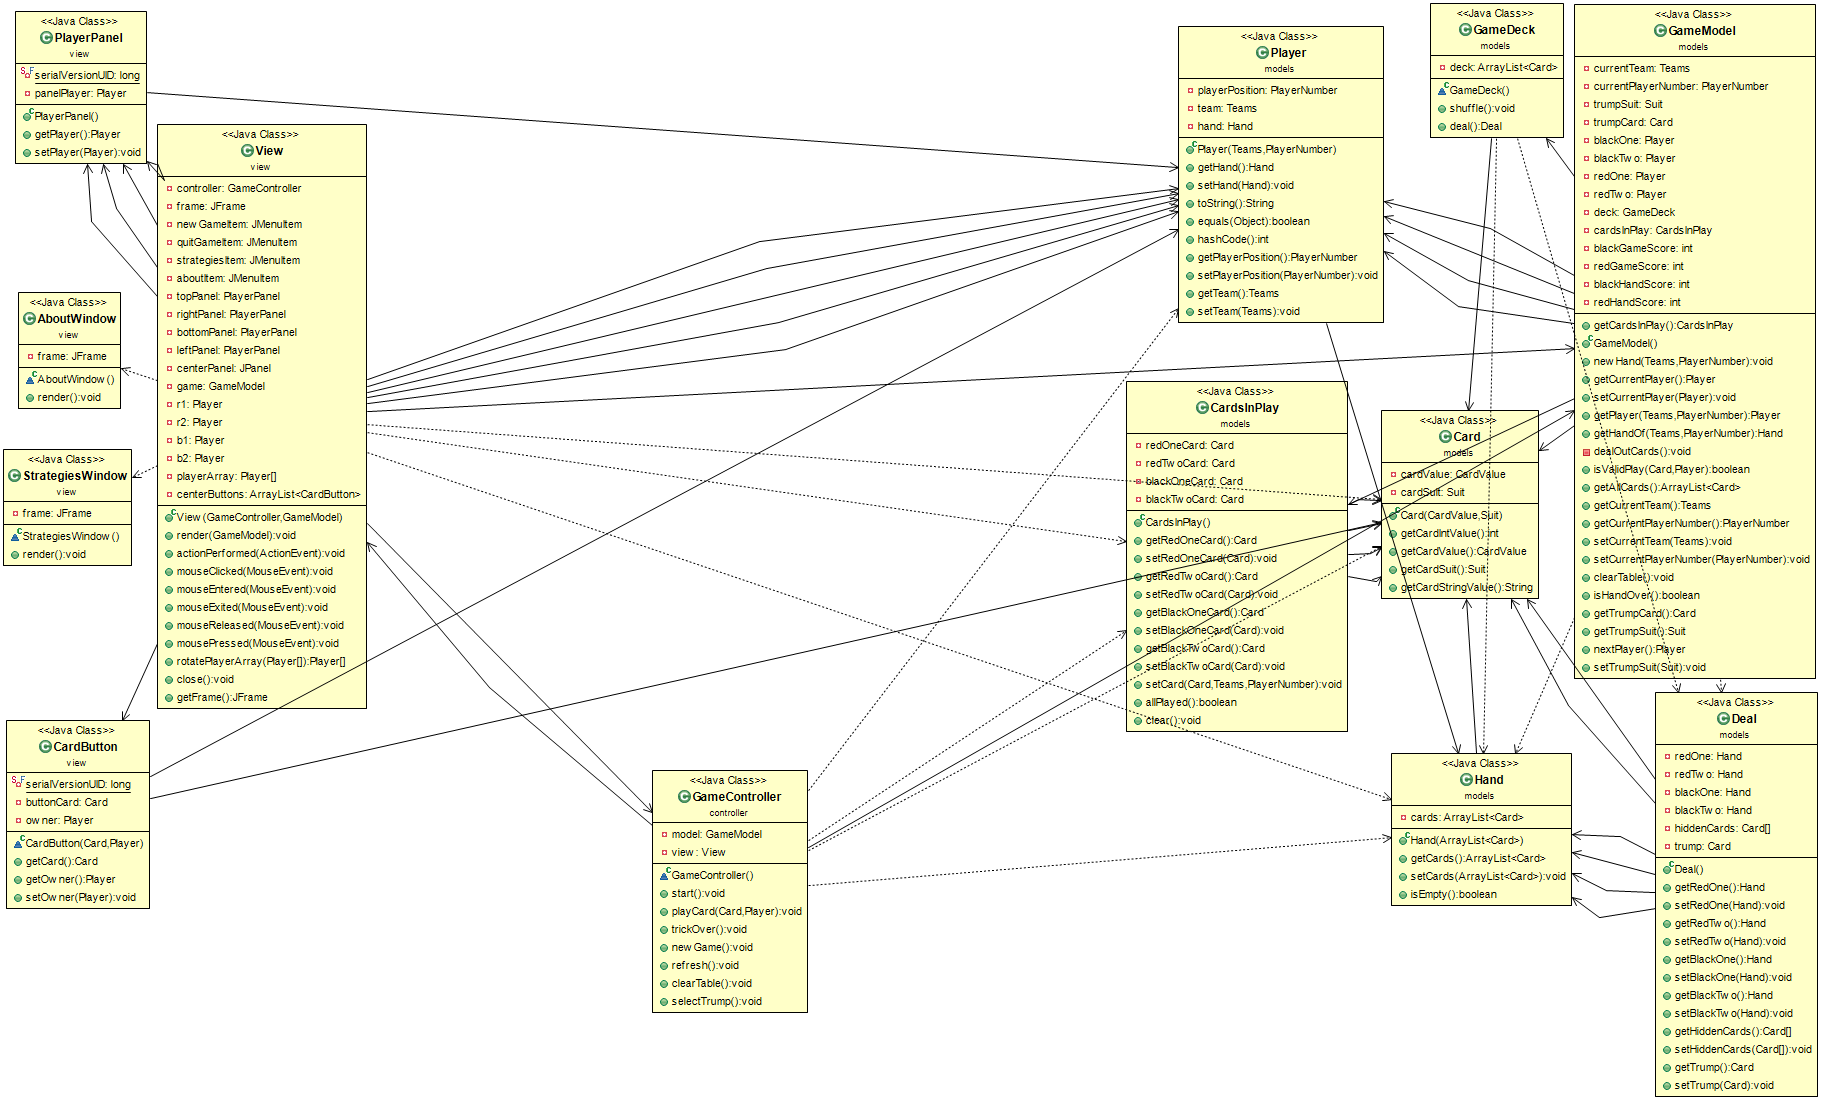 <<Java Class>>
PlayerPanel
view
serialVersionUID: long
panelPlayer: Player
PlayerPanel()
getPlayer():Player
setPlayer(Player):void
<<Java Class>>
View
view
controller: GameController
frame: JFrame
newGameItem: JMenuItem
quitGameItem: JMenuItem
strategiesItem: JMenuItem
aboutItem: JMenuItem
topPanel: PlayerPanel
rightPanel: PlayerPanel
bottomPanel: PlayerPanel
leftPanel: PlayerPanel
centerPanel: JPanel
game: GameModel
r1: Player
r2: Player
b1: Player
b2: Player
playerArray: Player[]
centerButtons: ArrayList<CardButton>
View(GameController,GameModel)
render(GameModel):void
actionPerformed(ActionEvent):void
mouseClicked(MouseEvent):void
mouseEntered(MouseEvent):void
mouseExited(MouseEvent):void
mouseReleased(MouseEvent):void
mousePressed(MouseEvent):void
rotatePlayerArray(Player[]):Player[]
close():void
getFrame():JFrame
<<Java Class>>
AboutWindow
view
frame: JFrame
AboutWindow()
render():void
<<Java Class>>
StrategiesWindow
view
frame: JFrame
StrategiesWindow()
render():void
<<Java Class>>
CardButton
view
serialVersionUID: long
buttonCard: Card
owner: Player
CardButton(Card,Player)
getCard():Card
getOwner():Player
setOwner(Player):void
<<Java Class>>
GameController
controller
model: GameModel
view: View
GameController()
start():void
playCard(Card,Player):void
trickOver():void
newGame():void
refresh():void
clearTable():void
selectTrump():void
<<Java Class>>
Player
models
playerPosition: PlayerNumber
team: Teams
hand: Hand
Player(Teams,PlayerNumber)
getHand():Hand
setHand(Hand):void
toString():String
equals(Object):boolean
hashCode():int
getPlayerPosition():PlayerNumber
setPlayerPosition(PlayerNumber):void
getTeam():Teams
setTeam(Teams):void
<<Java Class>>
CardsInPlay
models
redOneCard: Card
redTwoCard: Card
blackOneCard: Card
blackTwoCard: Card
CardsInPlay()
getRedOneCard():Card
setRedOneCard(Card):void
getRedTwoCard():Card
setRedTwoCard(Card):void
getBlackOneCard():Card
setBlackOneCard(Card):void
getBlackTwoCard():Card
setBlackTwoCard(Card):void
setCard(Card,Teams,PlayerNumber):void
allPlayed():boolean
clear():void
<<Java Class>>
GameDeck
models
deck: ArrayList<Card>
GameDeck()
shuffle():void
deal():Deal
<<Java Class>>
Card
models
cardValue: CardValue
cardSuit: Suit
Card(CardValue,Suit)
getCardIntValue():int
getCardValue():CardValue
getCardSuit():Suit
getCardStringValue():String
<<Java Class>>
Hand
models
cards: ArrayList<Card>
Hand(ArrayList<Card>)
getCards():ArrayList<Card>
setCards(ArrayList<Card>):void
isEmpty():boolean
<<Java Class>>
GameModel
models
currentTeam: Teams
currentPlayerNumber: PlayerNumber
trumpSuit: Suit
trumpCard: Card
blackOne: Player
blackTwo: Player
redOne: Player
redTwo: Player
deck: GameDeck
cardsInPlay: CardsInPlay
blackGameScore: int
redGameScore: int
blackHandScore: int
redHandScore: int
getCardsInPlay():CardsInPlay
GameModel()
newHand(Teams,PlayerNumber):void
getCurrentPlayer():Player
setCurrentPlayer(Player):void
getPlayer(Teams,PlayerNumber):Player
getHandOf(Teams,PlayerNumber):Hand
dealOutCards():void
isValidPlay(Card,Player):boolean
getAllCards():ArrayList<Card>
getCurrentTeam():Teams
getCurrentPlayerNumber():PlayerNumber
setCurrentTeam(Teams):void
setCurrentPlayerNumber(PlayerNumber):void
clearTable():void
isHandOver():boolean
getTrumpCard():Card
getTrumpSuit():Suit
nextPlayer():Player
setTrumpSuit(Suit):void
<<Java Class>>
Deal
models
redOne: Hand
redTwo: Hand
blackOne: Hand
blackTwo: Hand
hiddenCards: Card[]
trump: Card
Deal()
getRedOne():Hand
setRedOne(Hand):void
getRedTwo():Hand
setRedTwo(Hand):void
getBlackOne():Hand
setBlackOne(Hand):void
getBlackTwo():Hand
setBlackTwo(Hand):void
getHiddenCards():Card[]
setHiddenCards(Card[]):void
getTrump():Card
setTrump(Card):void